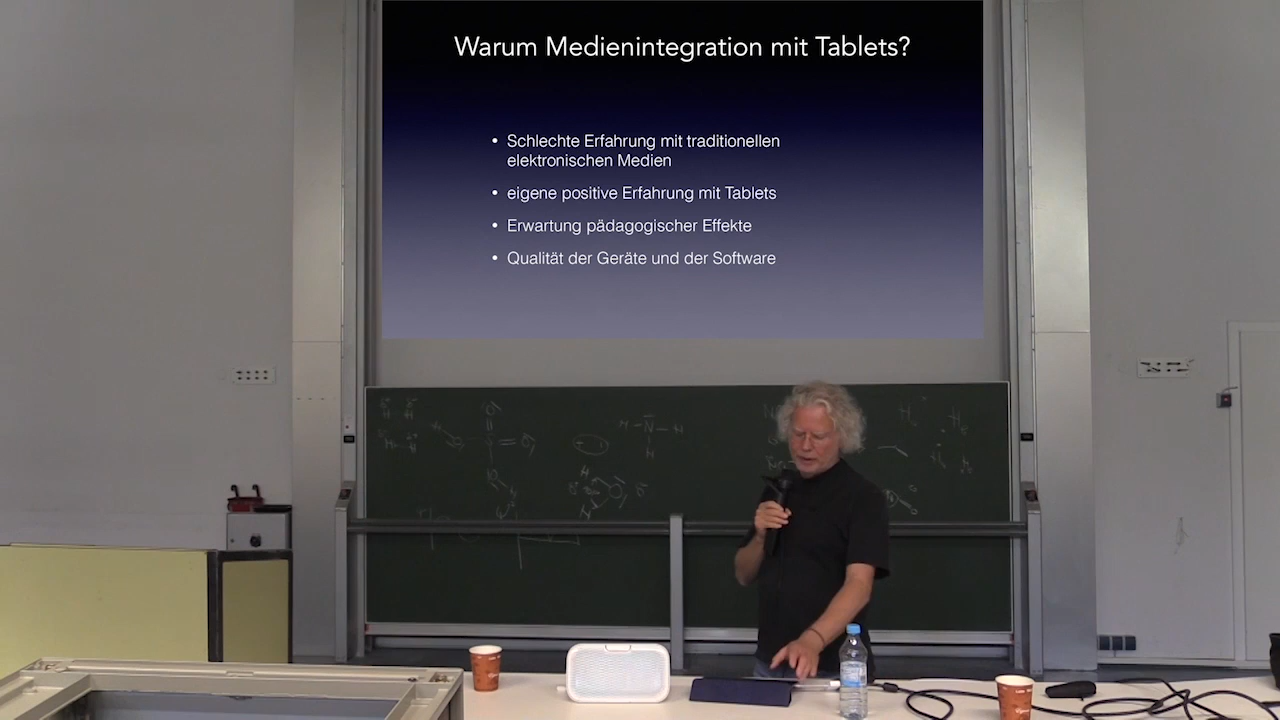 Warum Medienintegration mit Tablets?
• Schlechte Erfahrung mit traditionellen
elektronischen Medien
• eigene positive Erfahrung mit Tablets
• Erwartung pädagogischer Effekte
• Qualität der Geräte und der Software